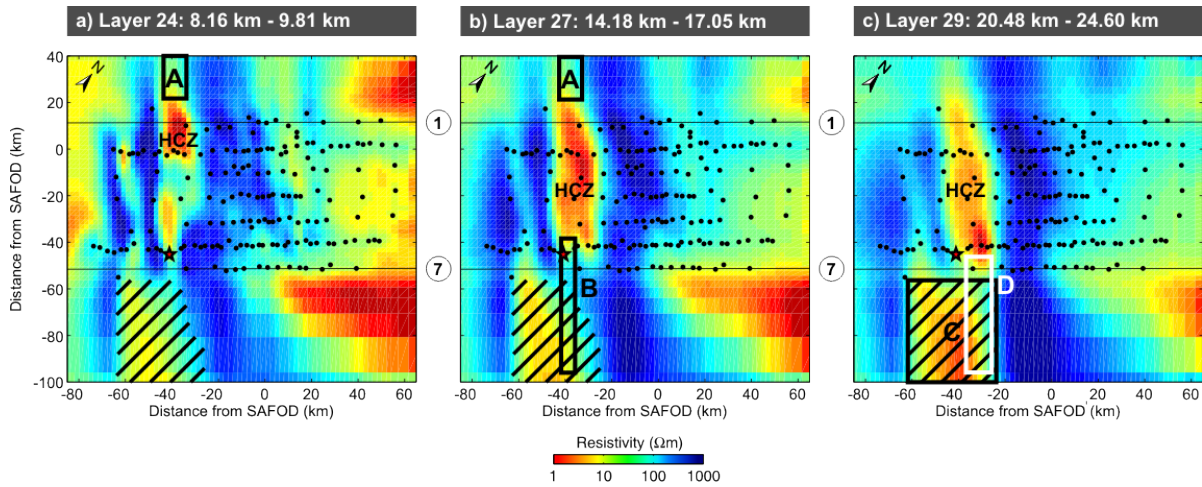 a) Layer 24: 8.16 km - 9.81 km
b) Layer 27: 14.18 km - 17.05 km
c) Layer 29: 20.48 km - 24.60 km
Distance from SAFOD (km)
40
20
0
-20
-40
-60
-80
-100
N
A
HCZ
-80 -60 -40 -20 0 20 40 60
Distance from SAFOD (km)
1
7
N
A
HCZ
B
-80 -60 -40 -20 0 20 40 60
Distance from SAFOD (km)
1
7
N
HCZ
D
C
-80 -60 -40 -20 0 20 40 60
Distance from SAFOD (km)
Resistivity (Ωm)
1 10 100 1000